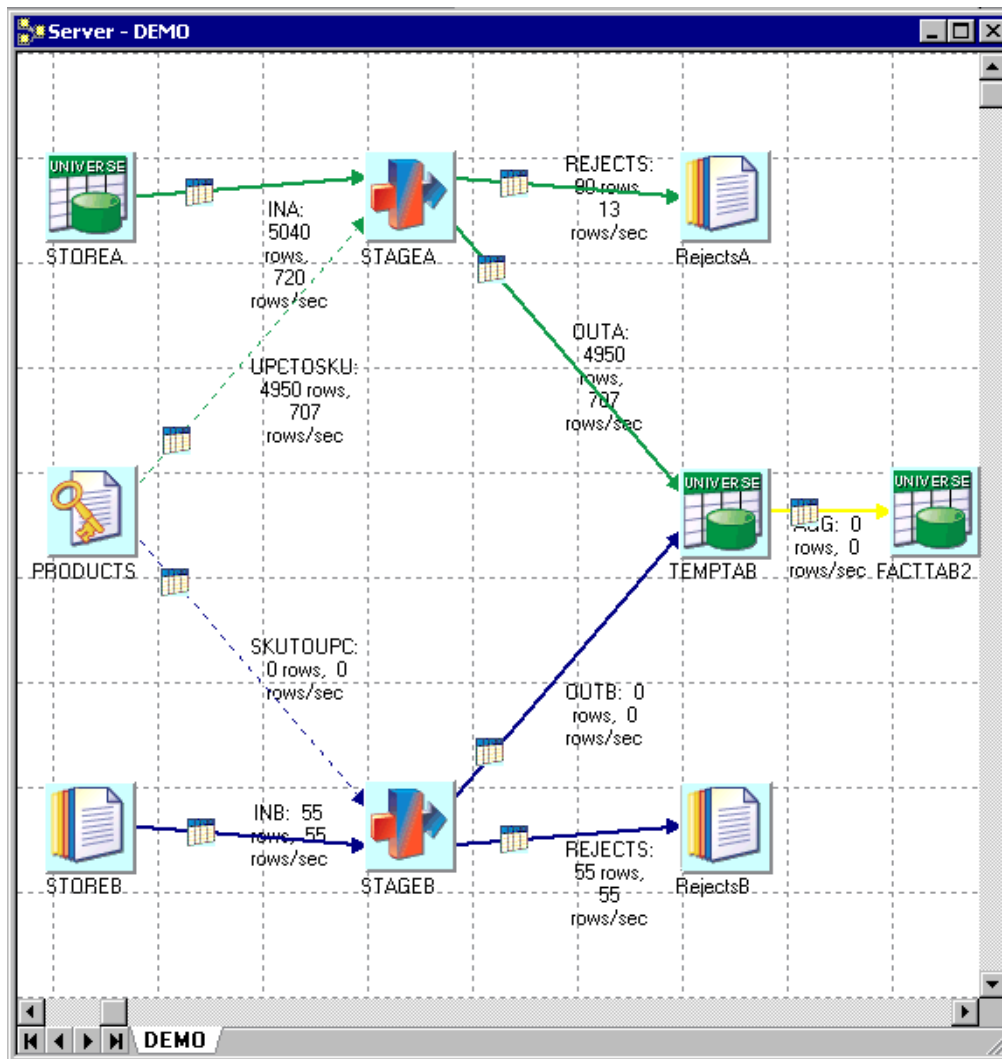 Server - DEMO
UNIVERSE
STOREA
INA:
5040
rows,
720
rows/sec
STAGEA
REJECTS:
90 rows,
13
rows/sec
RejectsA
UPCTOSKU:
4950 rows,
707
rows/sec
OUTA:
4950
rows,
707
rows/sec
PRODUCTS
UNIVERSE
TEMPTAB
AGG: 0
rows, 0
rows/sec
UNIVERSE
FACTTAB2
SKUTOUPC:
0 rows, 0
rows/sec
OUTB: 0
rows, 0
rows/sec
STOREB
INB: 55
rows, 55
rows/sec
STAGEB
REJECTS:
55 rows,
55
rows/sec
RejectsB
DEMO